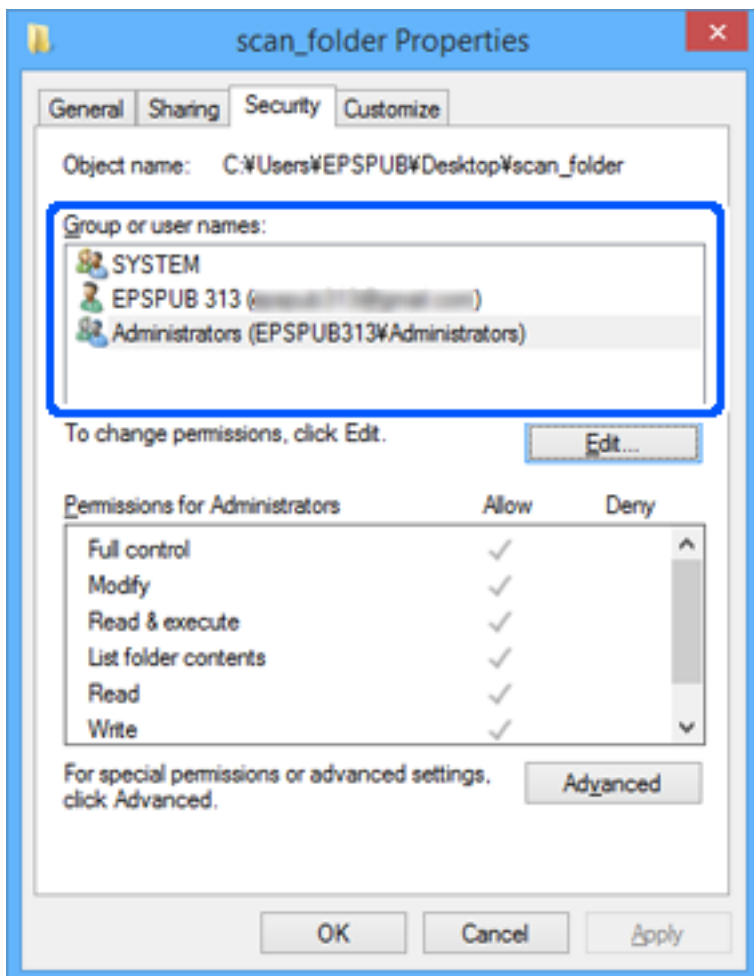 scan_folder Properties
General Sharing Security Customize
Object name: C:¥Users¥EPSPUB¥Desktop¥scan_folder
Group or user names:
SYSTEM
EPSPUB 313 ( )
Administrators (EPSPUB313¥Administrators)
To change permissions, click Edit.
Edit...
Permissions for Administrators Allow Deny
Full control
Modify
Read & execute
List folder contents
Read
Write
For special permissions or advanced settings,
click Advanced.
Advanced
OK Cancel Apply